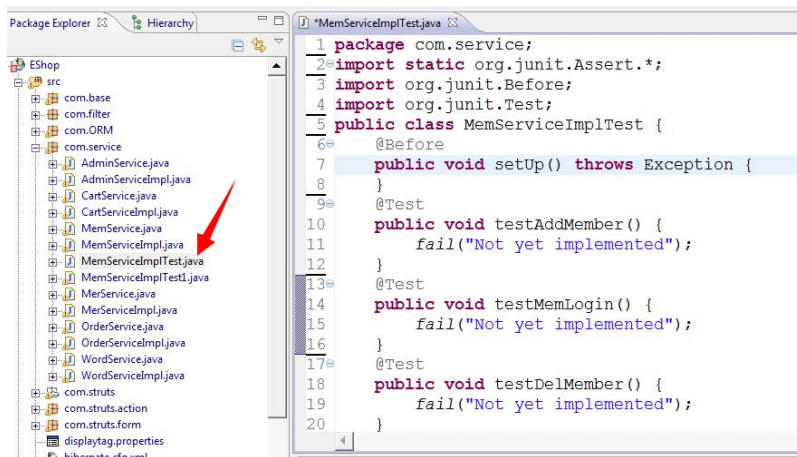 Package Explorer
Hierarchy
EShop
src
com.base
com.filter
com.ORM
com.service
AdminService.java
AdminServiceImpl.java
CartService.java
CartServiceImpl.java
MemService.java
MemServiceImpl.java
MemServiceImplTest.java
MemServiceImplTest1.java
MerService.java
MerServiceImpl.java
OrderService.java
OrderServiceImpl.java
WordService.java
WordServiceImpl.java
com.struts
com.struts.action
com.struts.form
displaytag.properties
hibernate.cfg.xml
*MemServiceImplTest.java
1 package com.service;
2 import static org.junit.Assert.*;
3 import org.junit.Before;
4 import org.junit.Test;
5 public class MemServiceImplTest {
6 @Before
7 public void setUp() throws Exception {
8 }
9 @Test
10 public void testAddMember() {
11 fail("Not yet implemented");
12 }
13 @Test
14 public void testMemLogin() {
15 fail("Not yet implemented");
16 }
17 @Test
18 public void testDelMember() {
19 fail("Not yet implemented");
20 }